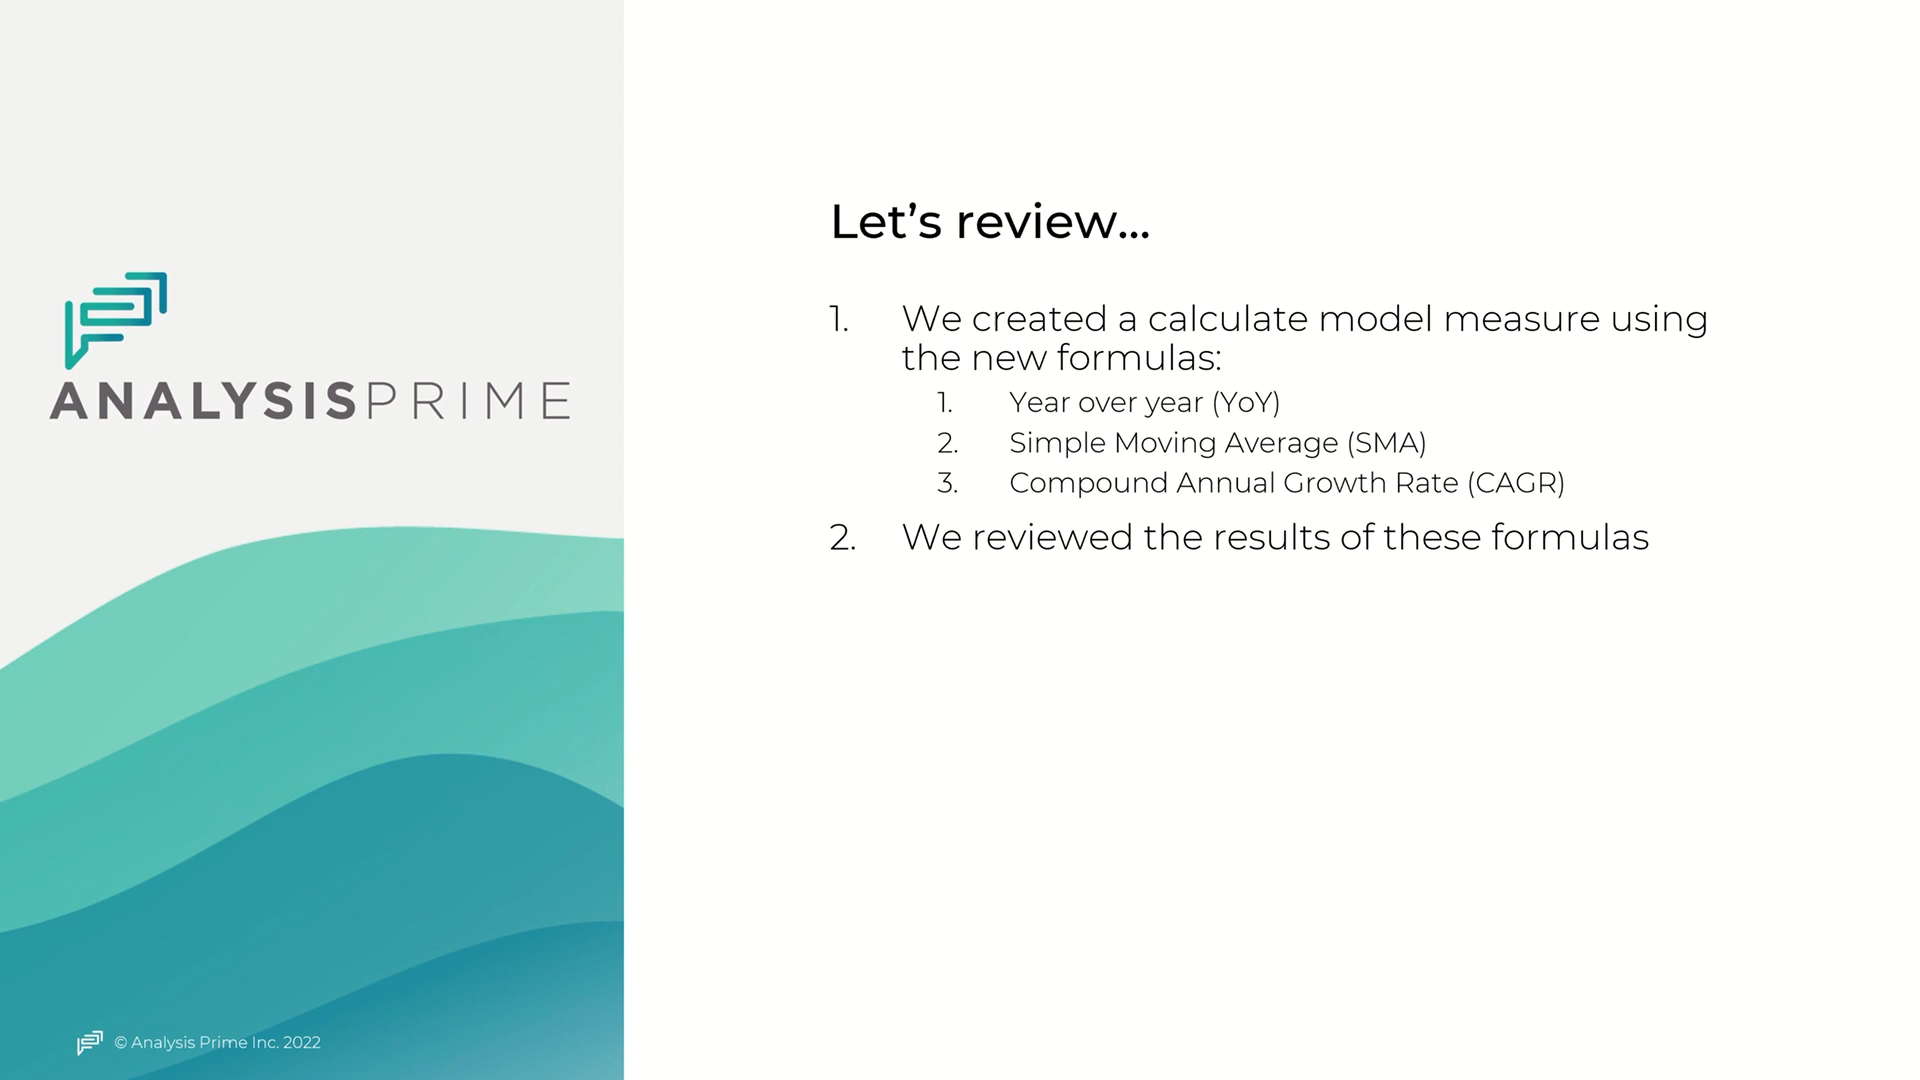 ANALYSISPRIME
© Analysis Prime Inc. 2022
Let’s review...
1. We created a calculate model measure using
the new formulas:
1. Year over year (YoY)
2. Simple Moving Average (SMA)
3. Compound Annual Growth Rate (CAGR)
2. We reviewed the results of these formulas